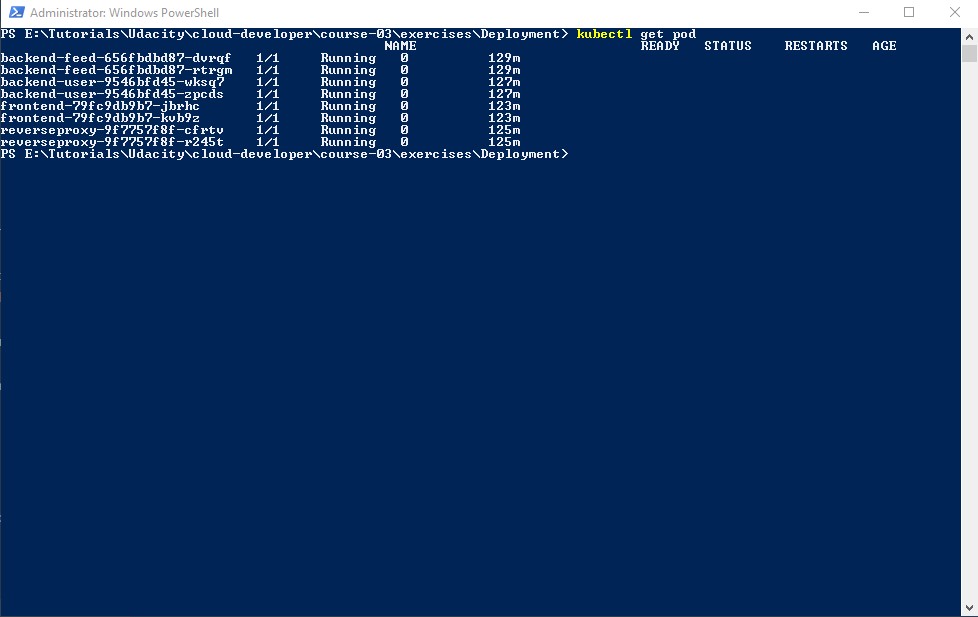 Administrator: Windows PowerShell
PS E:\Tutorials\Udacity\cloud-developer\course-03\exercises\Deployment> kubectl get pod
NAME READY STATUS RESTARTS AGE
backend-feed-656fbdbd87-dvrqf 1/1 Running 0 129m
backend-feed-656fbdbd87-rtrgm 1/1 Running 0 129m
backend-user-9546bfd45-wksq7 1/1 Running 0 127m
backend-user-9546bfd45-zpcds 1/1 Running 0 127m
frontend-79fc9db9b7-jbrhc 1/1 Running 0 123m
frontend-79fc9db9b7-kvb9z 1/1 Running 0 123m
reverseproxy-9f7757f8f-cfrtv 1/1 Running 0 125m
reverseproxy-9f7757f8f-r245t 1/1 Running 0 125m
PS E:\Tutorials\Udacity\cloud-developer\course-03\exercises\Deployment>